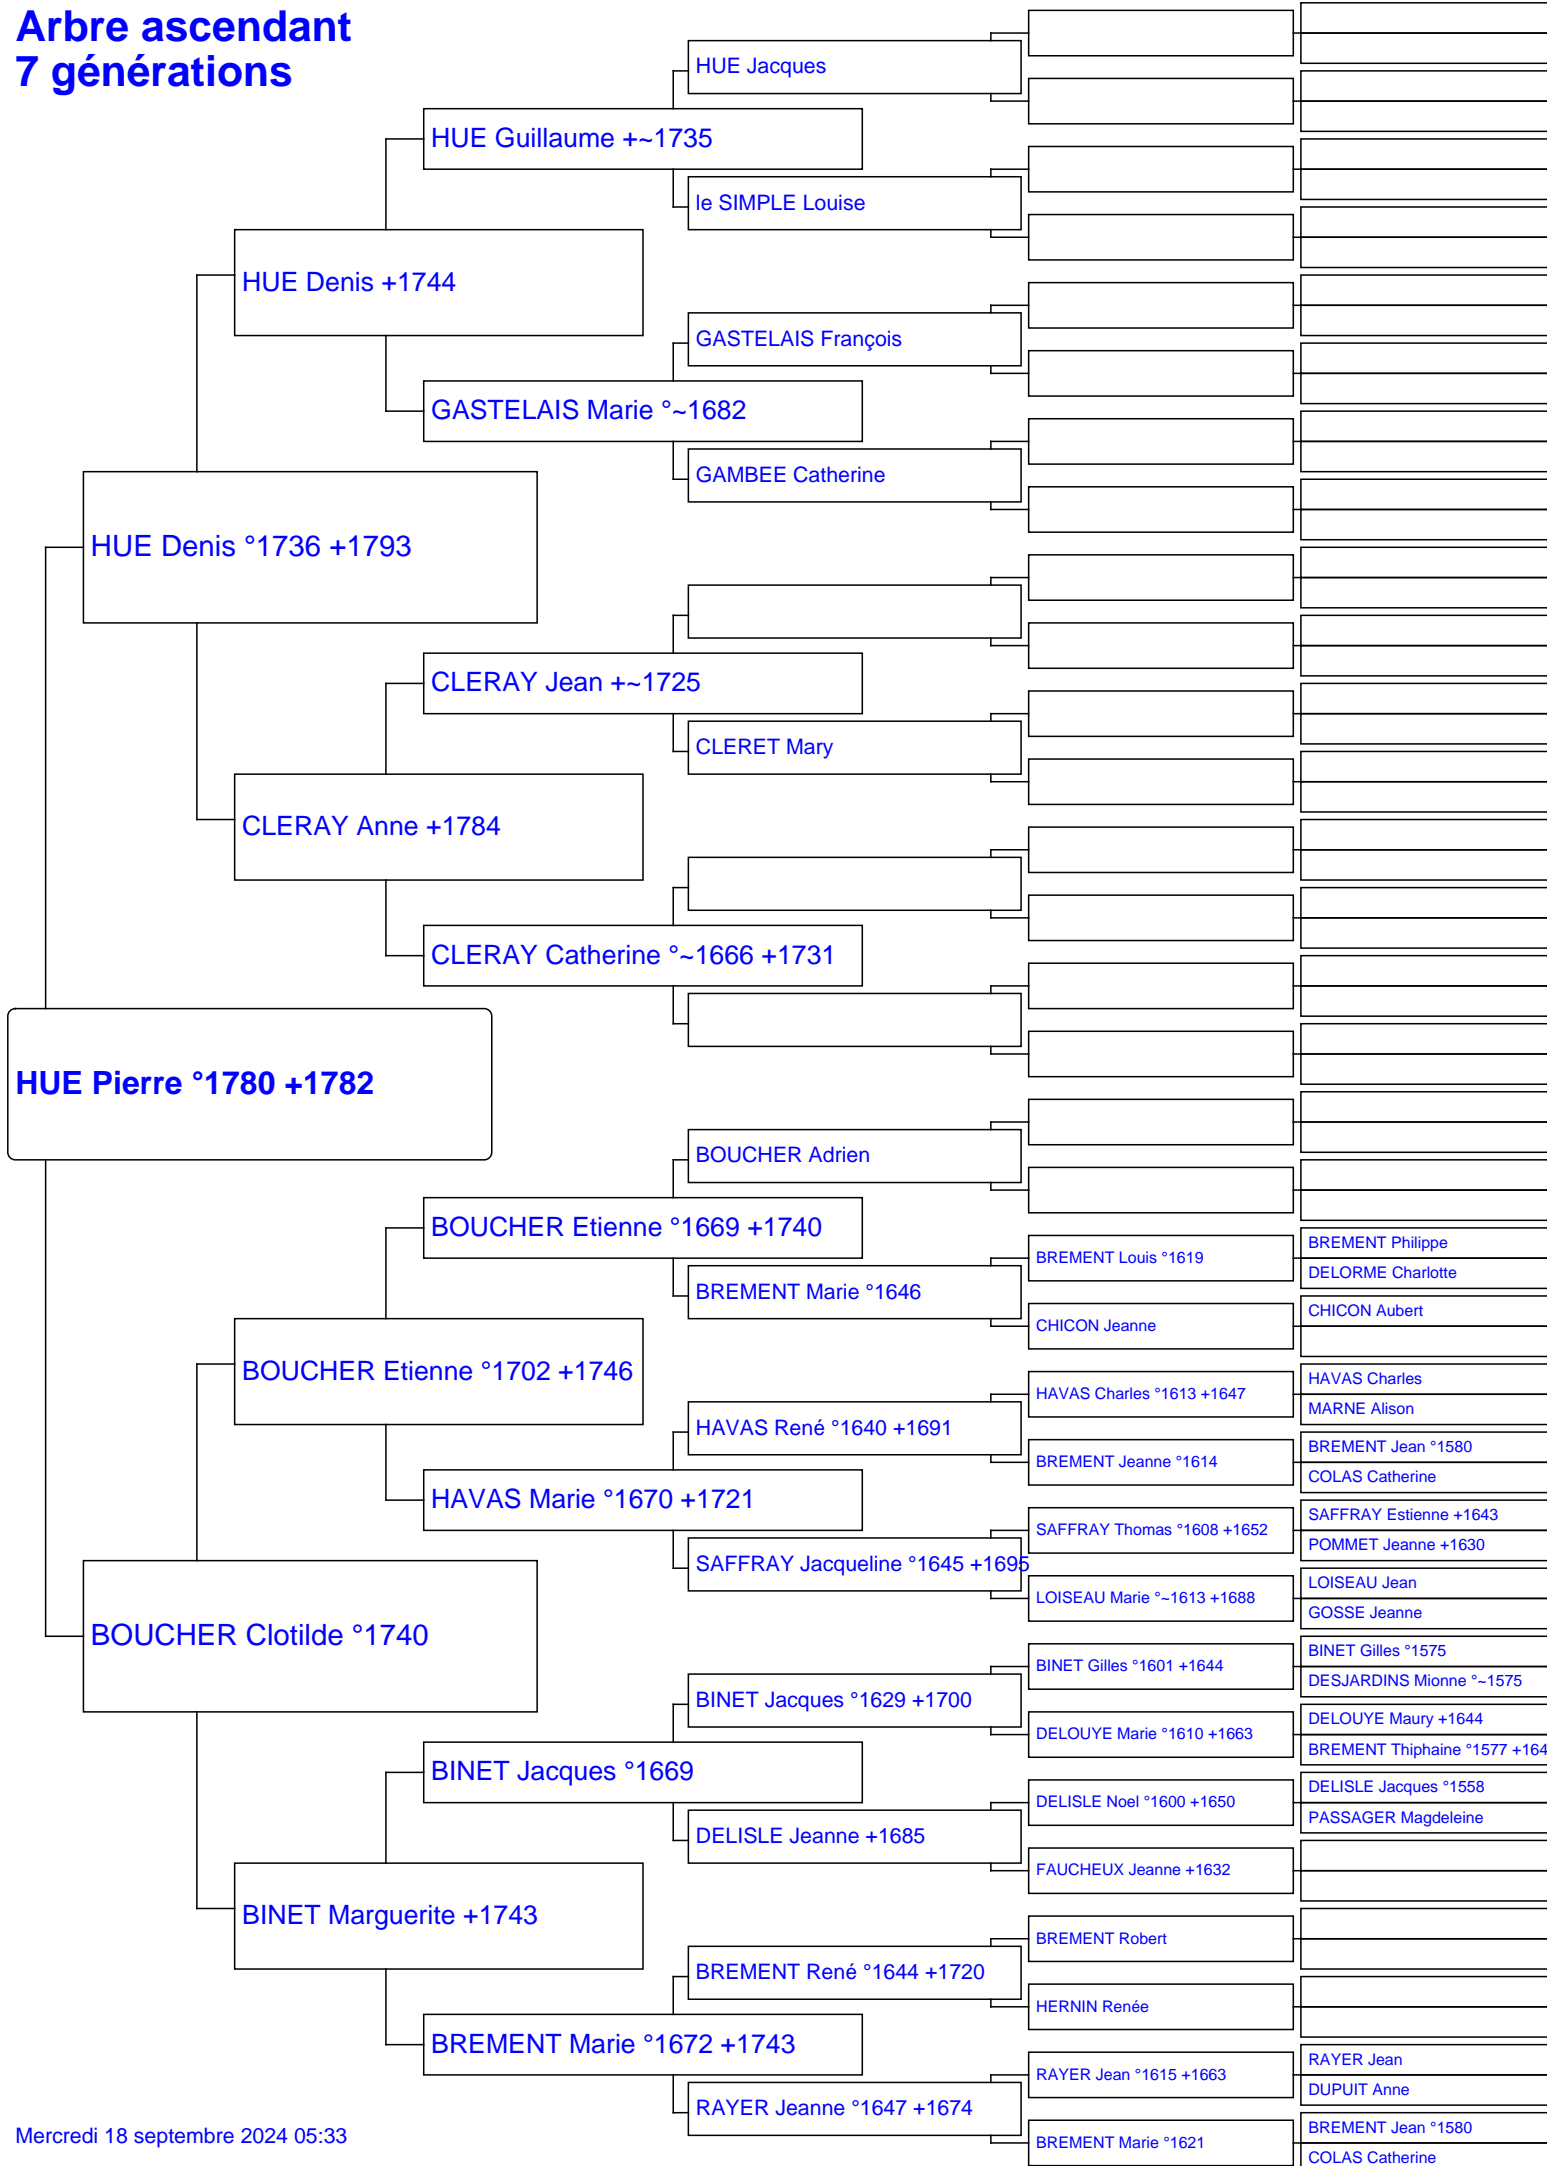 Arbre ascendant
7 générations
HUE Jacques
HUE Guillaume +~1735
le SIMPLE Louise
HUE Denis +1744
GASTELAIS François
GASTELAIS Marie °~1682
GAMBEE Catherine
HUE Denis °1736 +1793
CLERAY Jean +~1725
CLERET Mary
CLERAY Anne +1784
CLERAY Catherine °~1666 +1731
HUE Pierre °1780 +1782
BOUCHER Adrien
BOUCHER Etienne °1669 +1740
BREMENT Philippe
BREMENT Louis °1619
DELORME Charlotte
BREMENT Marie °1646
CHICON Aubert
CHICON Jeanne
BOUCHER Etienne °1702 +1746
HAVAS Charles
HAVAS Charles °1613 +1647
MARNE Alison
HAVAS René °1640 +1691
BREMENT Jean °1580
BREMENT Jeanne °1614
COLAS Catherine
HAVAS Marie °1670 +1721
SAFFRAY Estienne +1643
SAFFRAY Thomas °1608 +1652
POMMET Jeanne +1630
SAFFRAY Jacqueline °1645 +1695
LOISEAU Jean
LOISEAU Marie °~1613 +1688
GOSSE Jeanne
BOUCHER Clotilde °1740
BINET Gilles °1575
BINET Gilles °1601 +1644
DESJARDINS Mionne °~1575
BINET Jacques °1629 +1700
DELOUYE Maury +1644
DELOUYE Marie °1610 +1663
BREMENT Thiphaine °1577 +164
BINET Jacques °1669
DELISLE Jacques °1558
DELISLE Noel °1600 +1650
PASSAGER Magdeleine
DELISLE Jeanne +1685
FAUCHEUX Jeanne +1632
BINET Marguerite +1743
BREMENT Robert
BREMENT René °1644 +1720
HERNIN Renée
BREMENT Marie °1672 +1743
RAYER Jean
RAYER Jean °1615 +1663
DUPUIT Anne
RAYER Jeanne °1647 +1674
BREMENT Jean °1580
BREMENT Marie °1621
COLAS Catherine
Mercredi 18 septembre 2024 05:33